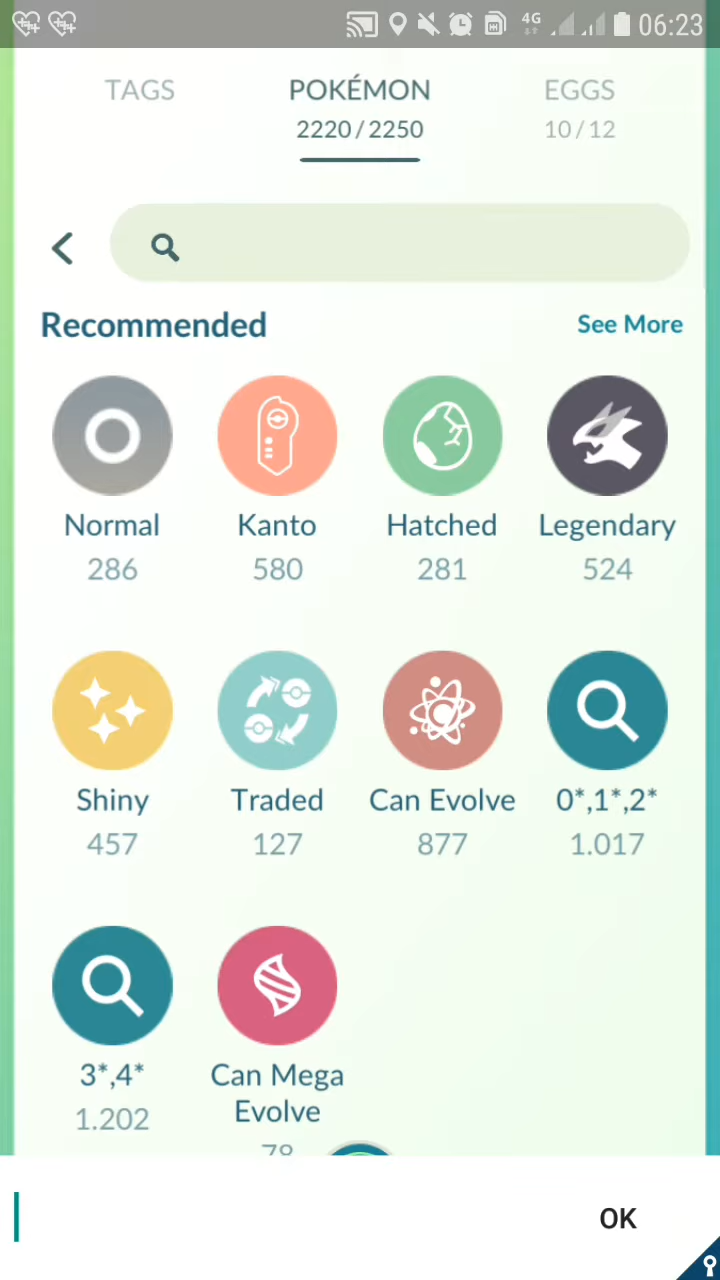 4G 06:23
TAGS POKÉMON EGGS
2220/2250 10/12
Recommended See More
Normal Kanto Hatched Legendary
286 580 281 524
Shiny Traded Can Evolve 0*,1*,2*
457 127 877 1.017
3*,4* Can Mega
Evolve
1.202
78
OK